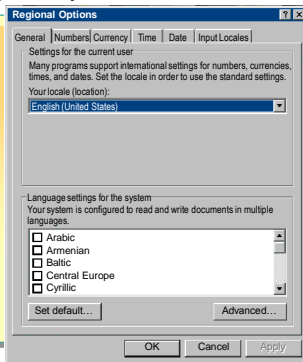 Regional Options
General Numbers Currency Time Date Input Locales
Settings for the current user
Many programs support international settings for numbers, currencies,
times, and dates. Set the locale in order to use the standard settings.
Your locale (location):
English (United States)
Language settings for the system
Your system is configured to read and write documents in multiple
languages.
Arabic
Armenian
Baltic
Central Europe
Cyrillic
Set default...
Advanced...
OK Cancel Apply